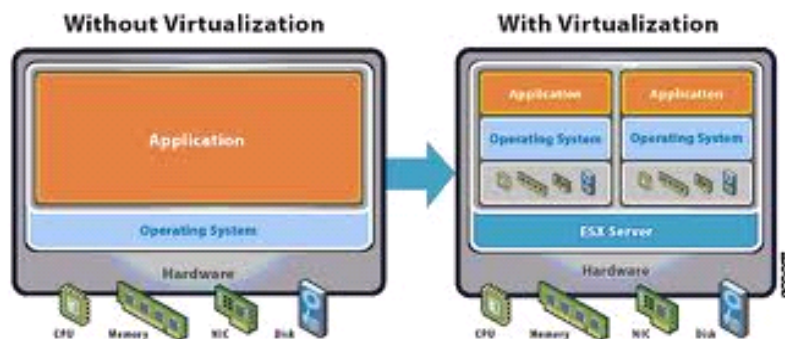 Without Virtualization
Application
Operating System
Hardware
CPU
Memory
NIC
Disk
With Virtualization
Application
Application
Operating System
Operating System
ESX Server
Hardware
CPU
Memory
NIC
Disk